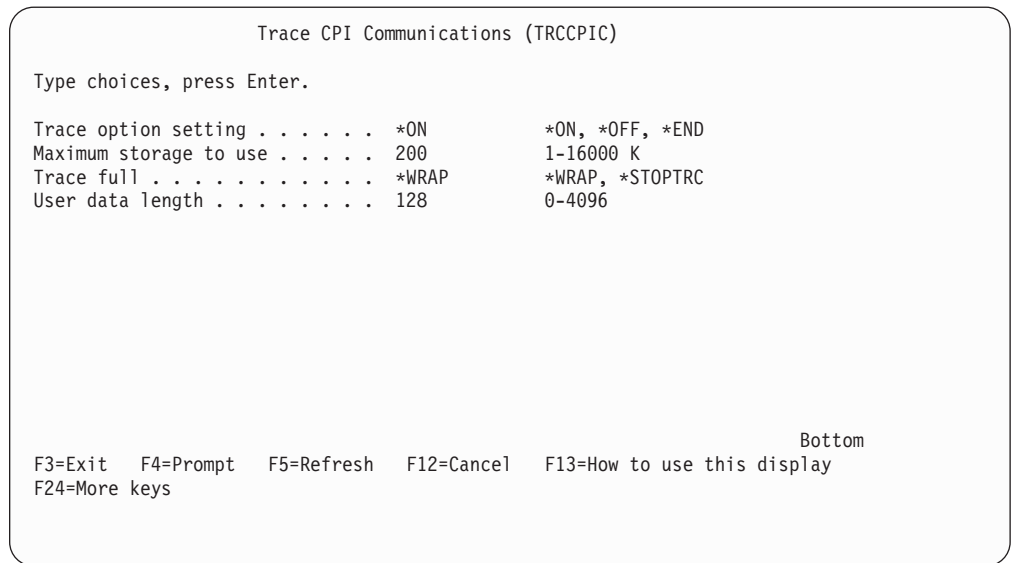 Trace CPI Communications (TRCCPIC)
Type choices, press Enter.
Trace option setting . . . . . . *ON *ON, *OFF, *END
Maximum storage to use . . . . . 200 1-16000 K
Trace full . . . . . . . . . . . *WRAP *WRAP, *STOPTRC
User data length . . . . . . . . 128 0-4096
Bottom
F3=Exit F4=Prompt F5=Refresh F12=Cancel F13=How to use this display
F24=More keys